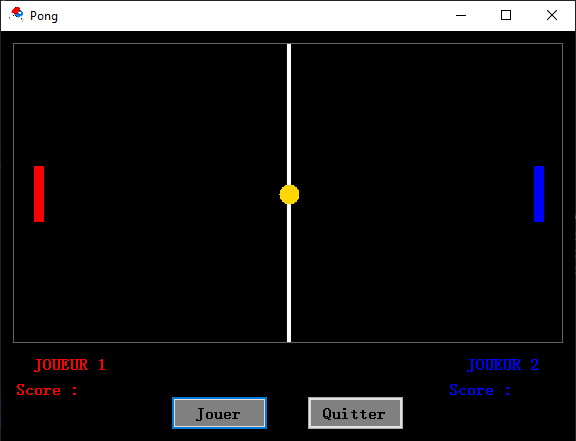 Pong
JOUEUR 1
JOUEUR 2
Score :
Score :
Jouer
Quitter